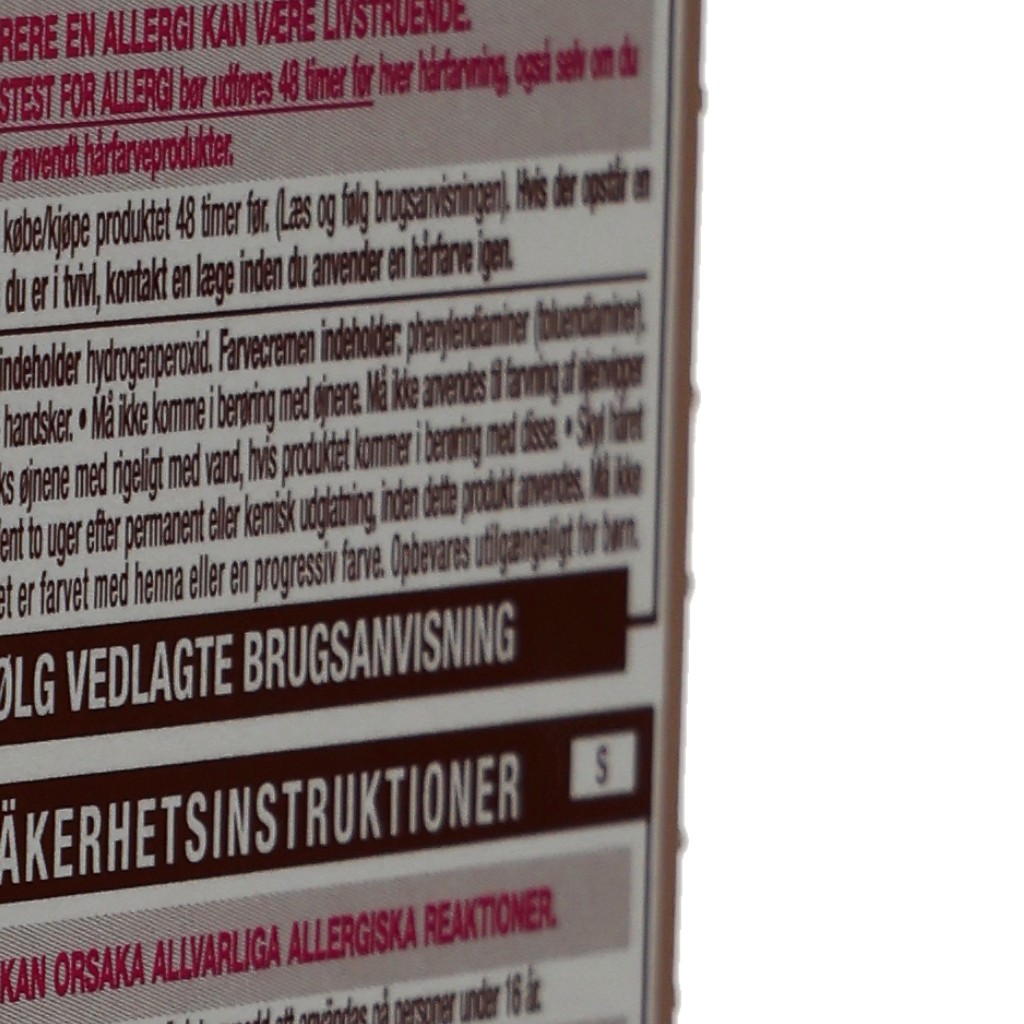 RERE EN ALLERGI KAN VÆRE LIVSTRUENDE.
STEST FOR ALLERGI bør udføres 48 timer før hver hårfarvning, også selv om du
r anvendt hårfarveprodukter.
købe/kjøpe produktet 48 timer før. (Læs og følg brugsanvisningen). Hvis der opstår en
du er i tvivl, kontakt en læge inden du anvender en hårfarve igen.
indeholder hydrogenperoxid. Farvecremen indeholder: phenylendiaminer (toluendiaminer).
handsker. • Må ikke komme i berøring med øjnene. Må ikke anvendes til farvning af øjenvipper
ks øjnene med rigeligt med vand, hvis produktet kommer i berøring med disse. • Skyl håret
ent to uger efter permanent eller kemisk udglatning, inden dette produkt anvendes. Må ikke
et er farvet med henna eller en progressiv farve. Opbevares utilgængeligt for børn.
ØLG VEDLAGTE BRUGSANVISNING
ÄKERHETSINSTRUKTIONER S
KAN ORSAKA ALLVARLIGA ALLERGISKA REAKTIONER.
att användas på personer under 16 år.